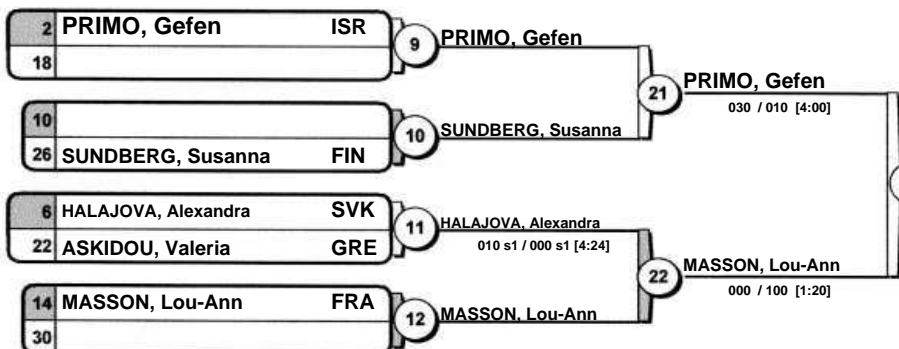 2 PRIMO, Gefen ISR
18
9 PRIMO, Gefen
10
26 SUNDBERG, Susanna FIN
10 SUNDBERG, Susanna
21 PRIMO, Gefen
030 / 010 [4:00]
6 HALAJOVA, Alexandra SVK
22 ASKIDOU, Valeria GRE
11 HALAJOVA, Alexandra
010 s1 / 000 s1 [4:24]
14 MASSON, Lou-Ann FRA
30
12 MASSON, Lou-Ann
22 MASSON, Lou-Ann
000 / 100 [1:20]